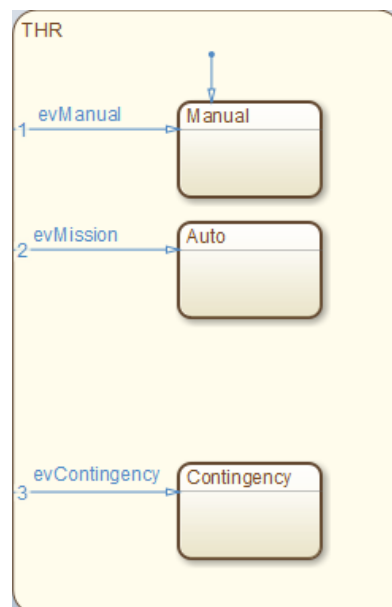 THR
evManual
1
Manual
evMission
2
Auto
evContingency
3
Contingency